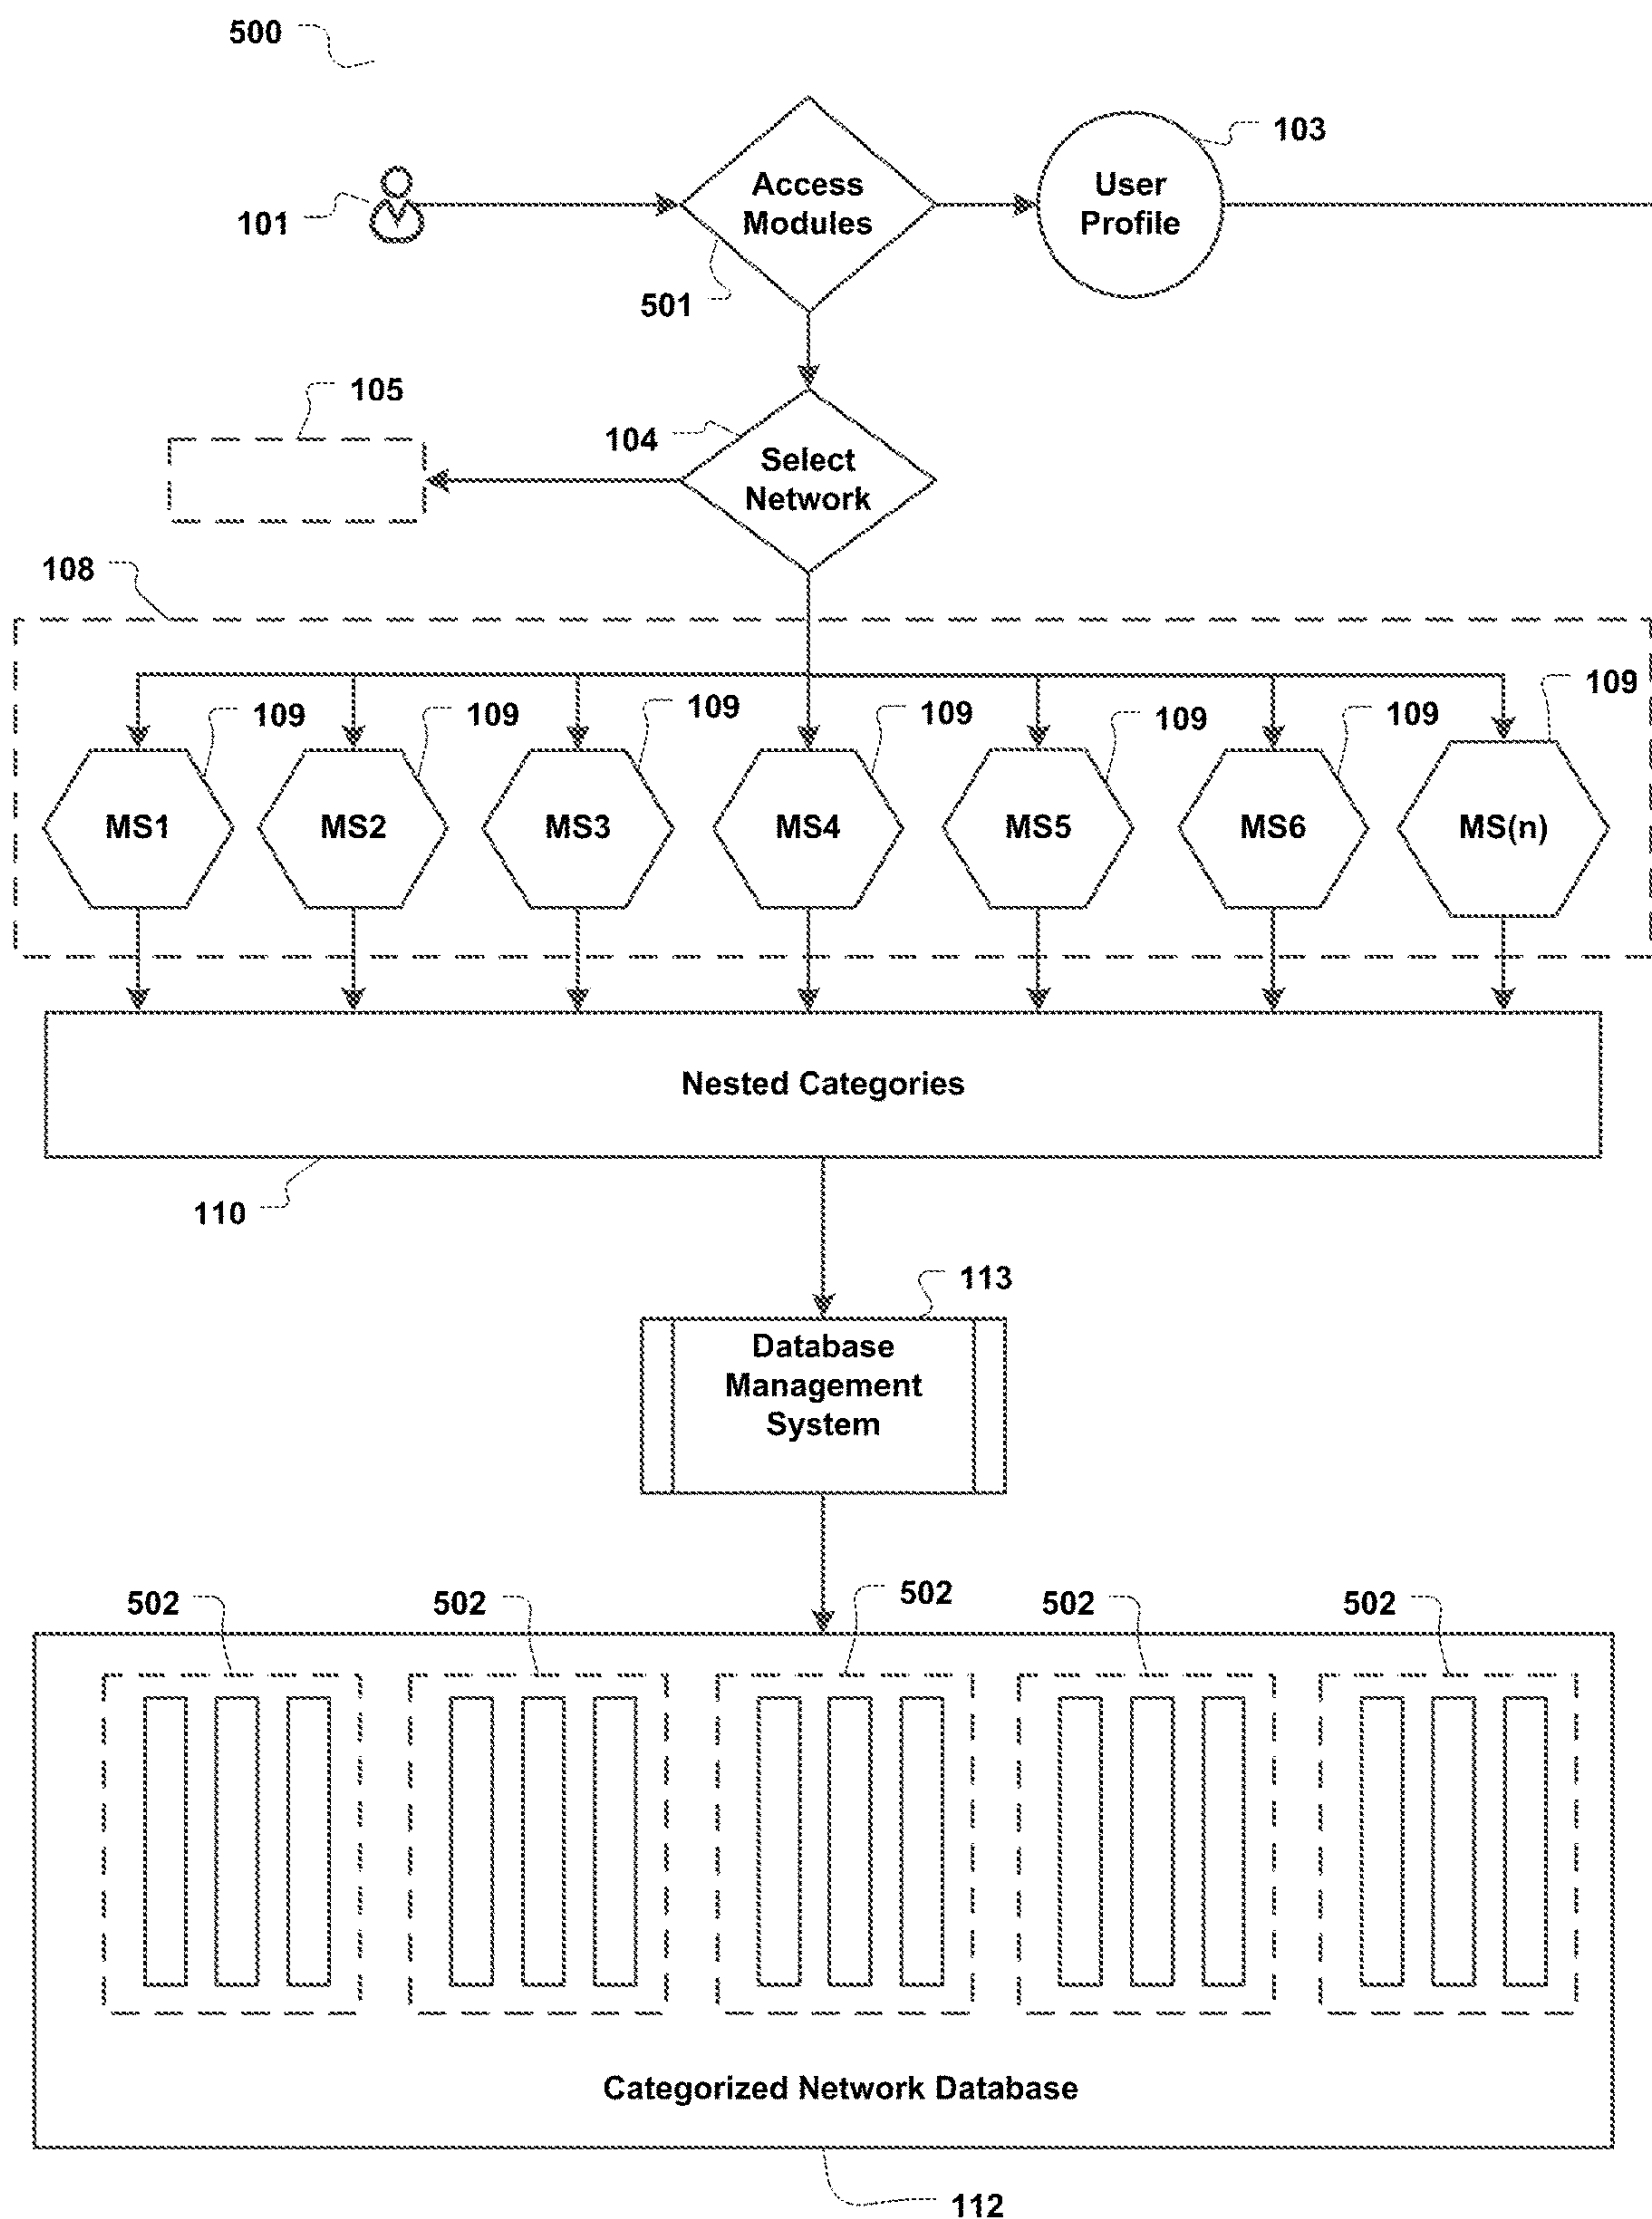 500
103
Access
Modules
User
Profile
101
501
105
104
Select
Network
108
109
109
109
109
109
109
109
MS1
MS2
MS3
MS4
MS5
MS6
MS(n)
Nested Categories
110
113
Database
Management
System
502
502
502
502
502
Categorized Network Database
112